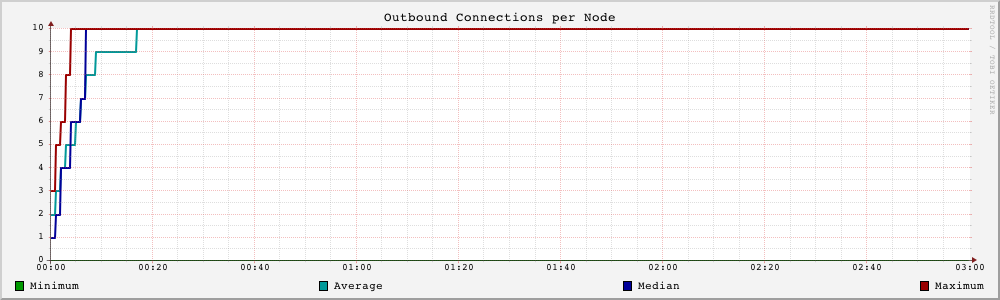 Outbound Connections per Node
RRDTOOL / TOBI OETIKER
10
9
8
7
6
5
4
3
2
1
0
00:00 00:20 00:40 01:00 01:20 01:40 02:00 02:20 02:40 03:00
Minimum Average Median Maximum